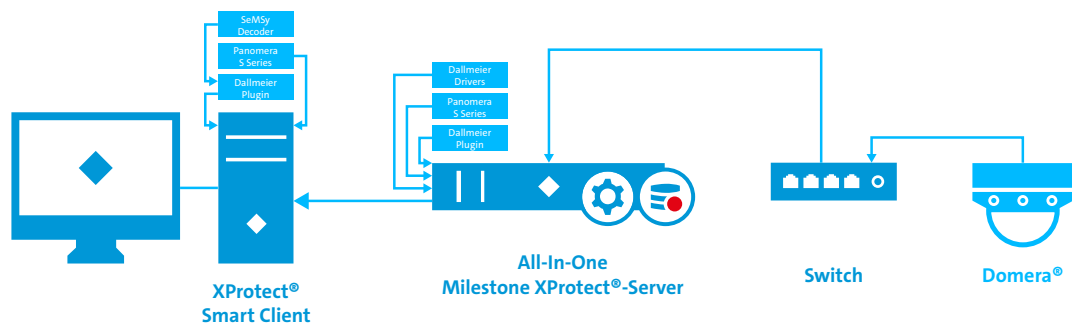 SeMSy
Decoder
Panomera
S Series
Dallmeier
Plugin
Dallmeier
Drivers
Panomera
S Series
Dallmeier
Plugin
XProtect®
Smart Client
All-In-One
Milestone XProtect®-Server
Switch
Domera®